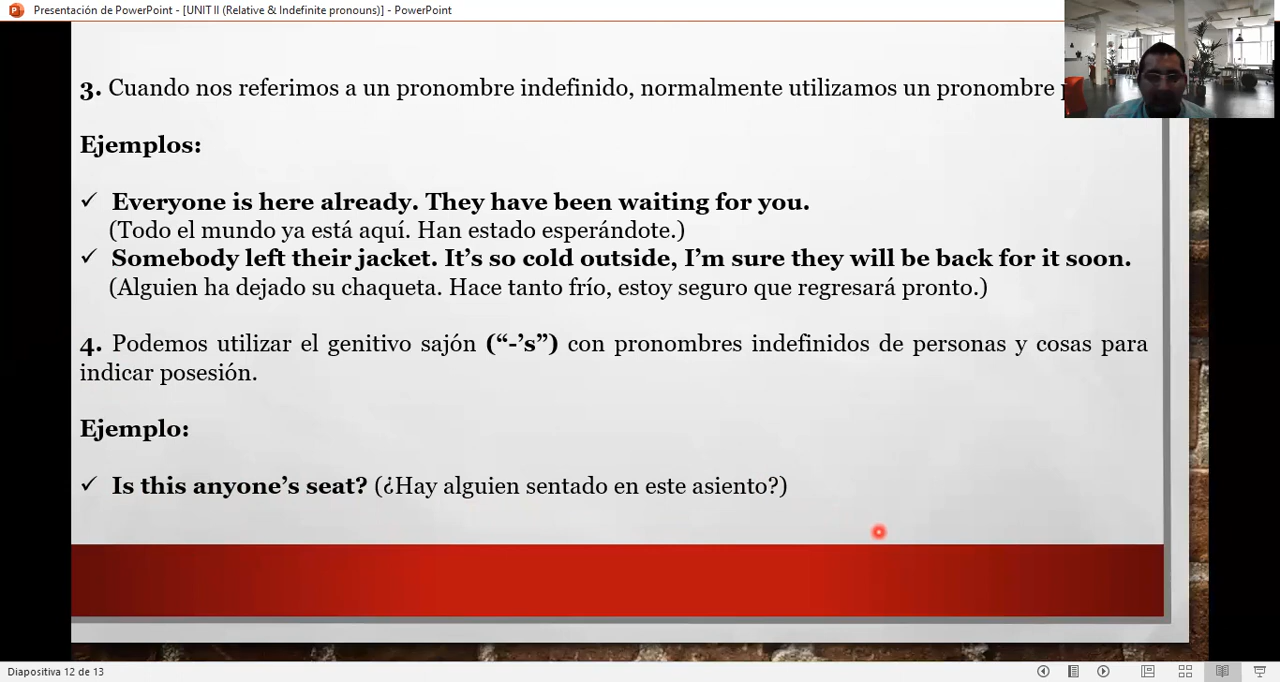 Presentación de PowerPoint - [UNIT II (Relative & Indefinite pronouns)] - PowerPoint
3. Cuando nos referimos a un pronombre indefinido, normalmente utilizamos un pronombre
Ejemplos:
✓ Everyone is here already. They have been waiting for you.
(Todo el mundo ya está aquí. Han estado esperándote.)
✓ Somebody left their jacket. It’s so cold outside, I’m sure they will be back for it soon.
(Alguien ha dejado su chaqueta. Hace tanto frío, estoy seguro que regresará pronto.)
4. Podemos utilizar el genitivo sajón (“-’s”) con pronombres indefinidos de personas y cosas para
indicar posesión.
Ejemplo:
✓ Is this anyone’s seat? (¿Hay alguien sentado en este asiento?)
Diapositiva 12 de 13